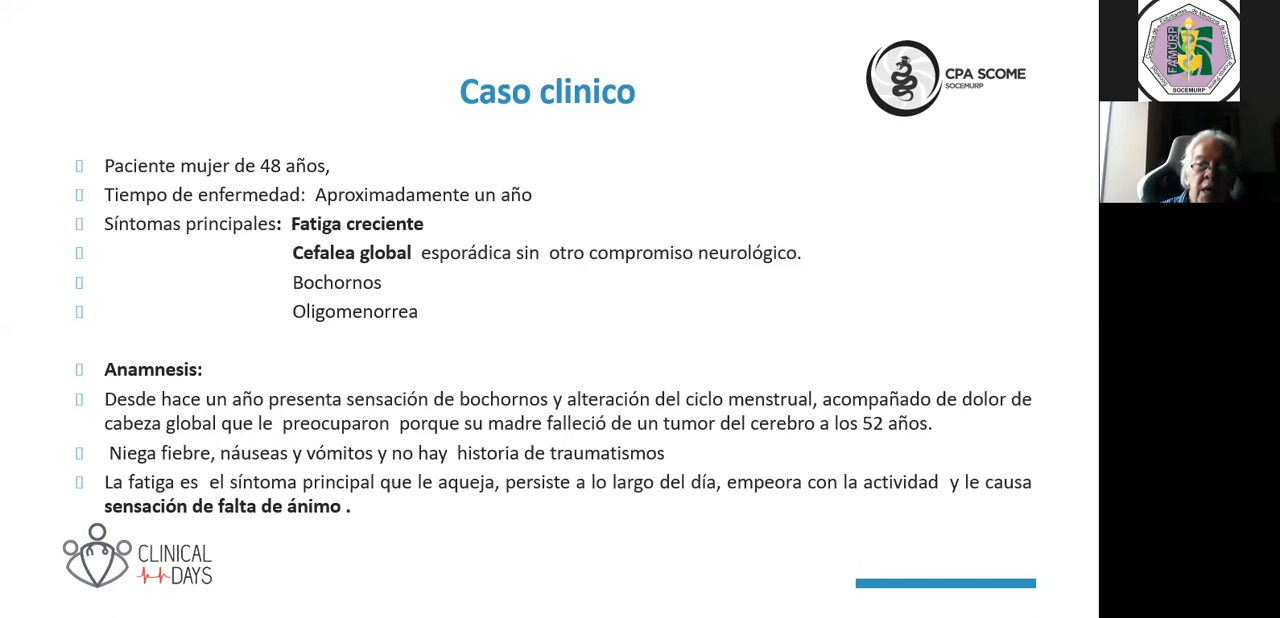 Caso clinico
CPA SCOME
SOCEMURP
FAMURP
SOCEMURP
Paciente mujer de 48 años,
Tiempo de enfermedad: Aproximadamente un año
Síntomas principales: Fatiga creciente
Cefalea global esporádica sin otro compromiso neurológico.
Bochornos
Oligomenorrea
Anamnesis:
Desde hace un año presenta sensación de bochornos y alteración del ciclo menstrual, acompañado de dolor de
cabeza global que le preocuparon porque su madre falleció de un tumor del cerebro a los 52 años.
Niega fiebre, náuseas y vómitos y no hay historia de traumatismos
La fatiga es el síntoma principal que le aqueja, persiste a lo largo del día, empeora con la actividad y le causa
sensación de falta de ánimo .
CLINICAL
DAYS